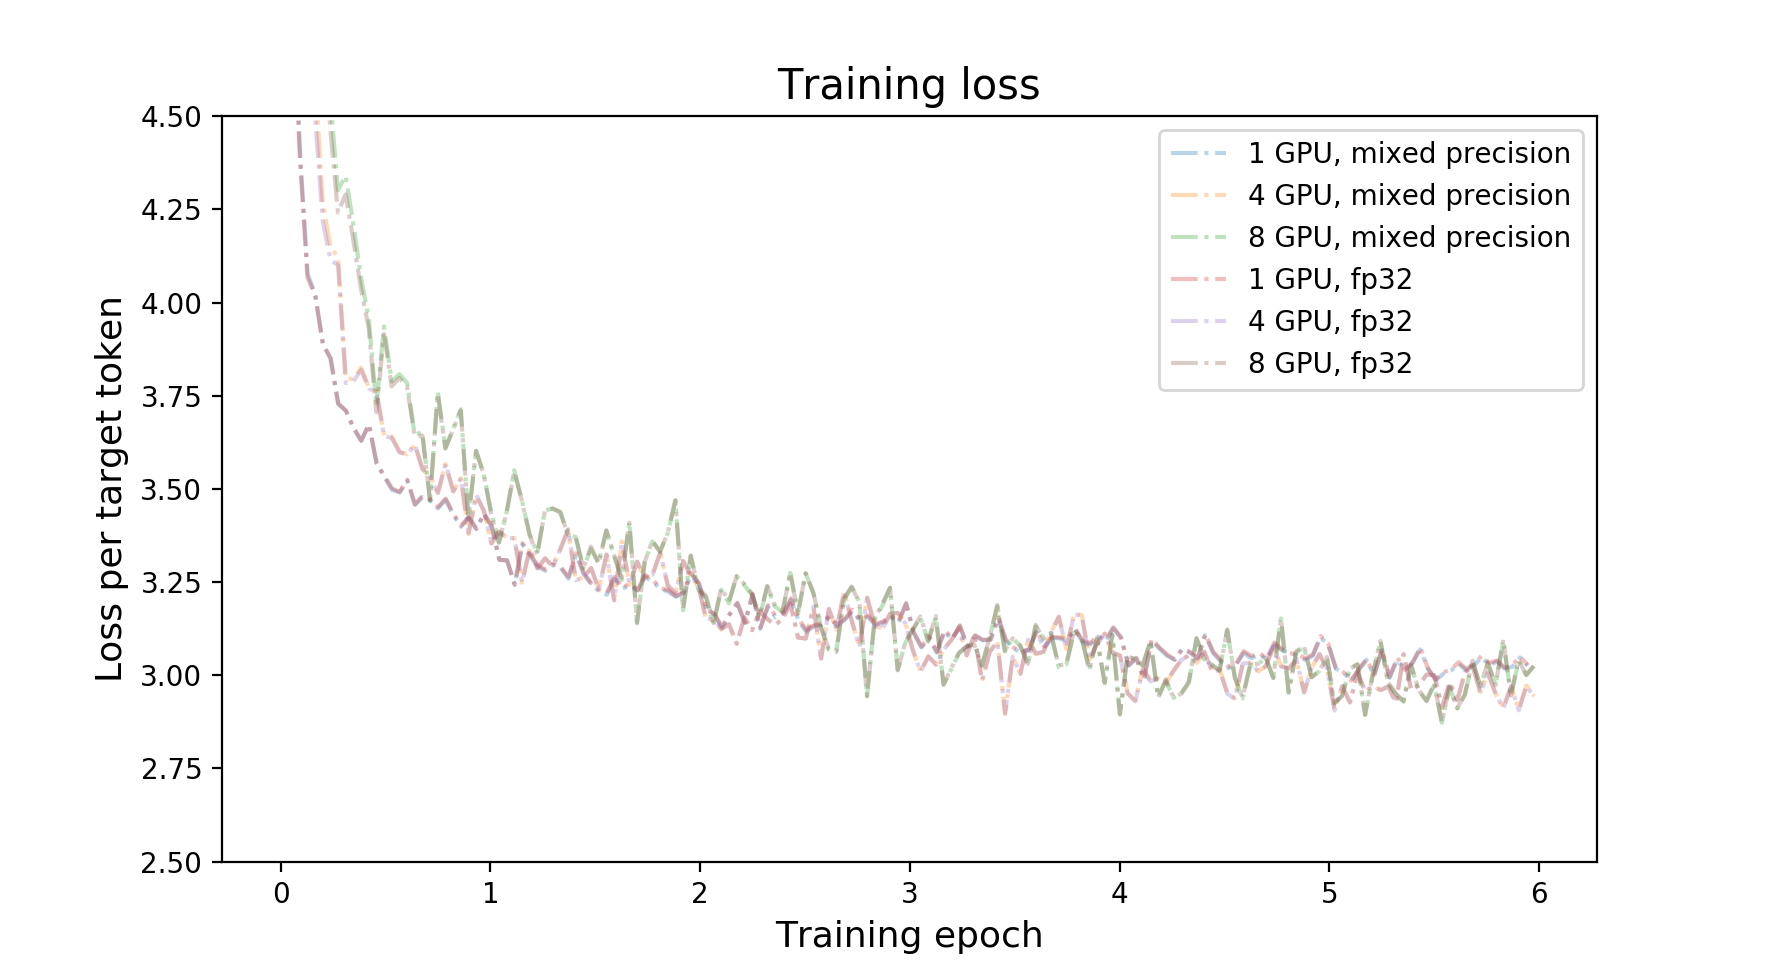 Training loss
4.50
4.25
4.00
3.75
3.50
3.25
3.00
2.75
2.50
Loss per target token
1 GPU, mixed precision
4 GPU, mixed precision
8 GPU, mixed precision
1 GPU, fp32
4 GPU, fp32
8 GPU, fp32
0 1 2 3 4 5 6
Training epoch